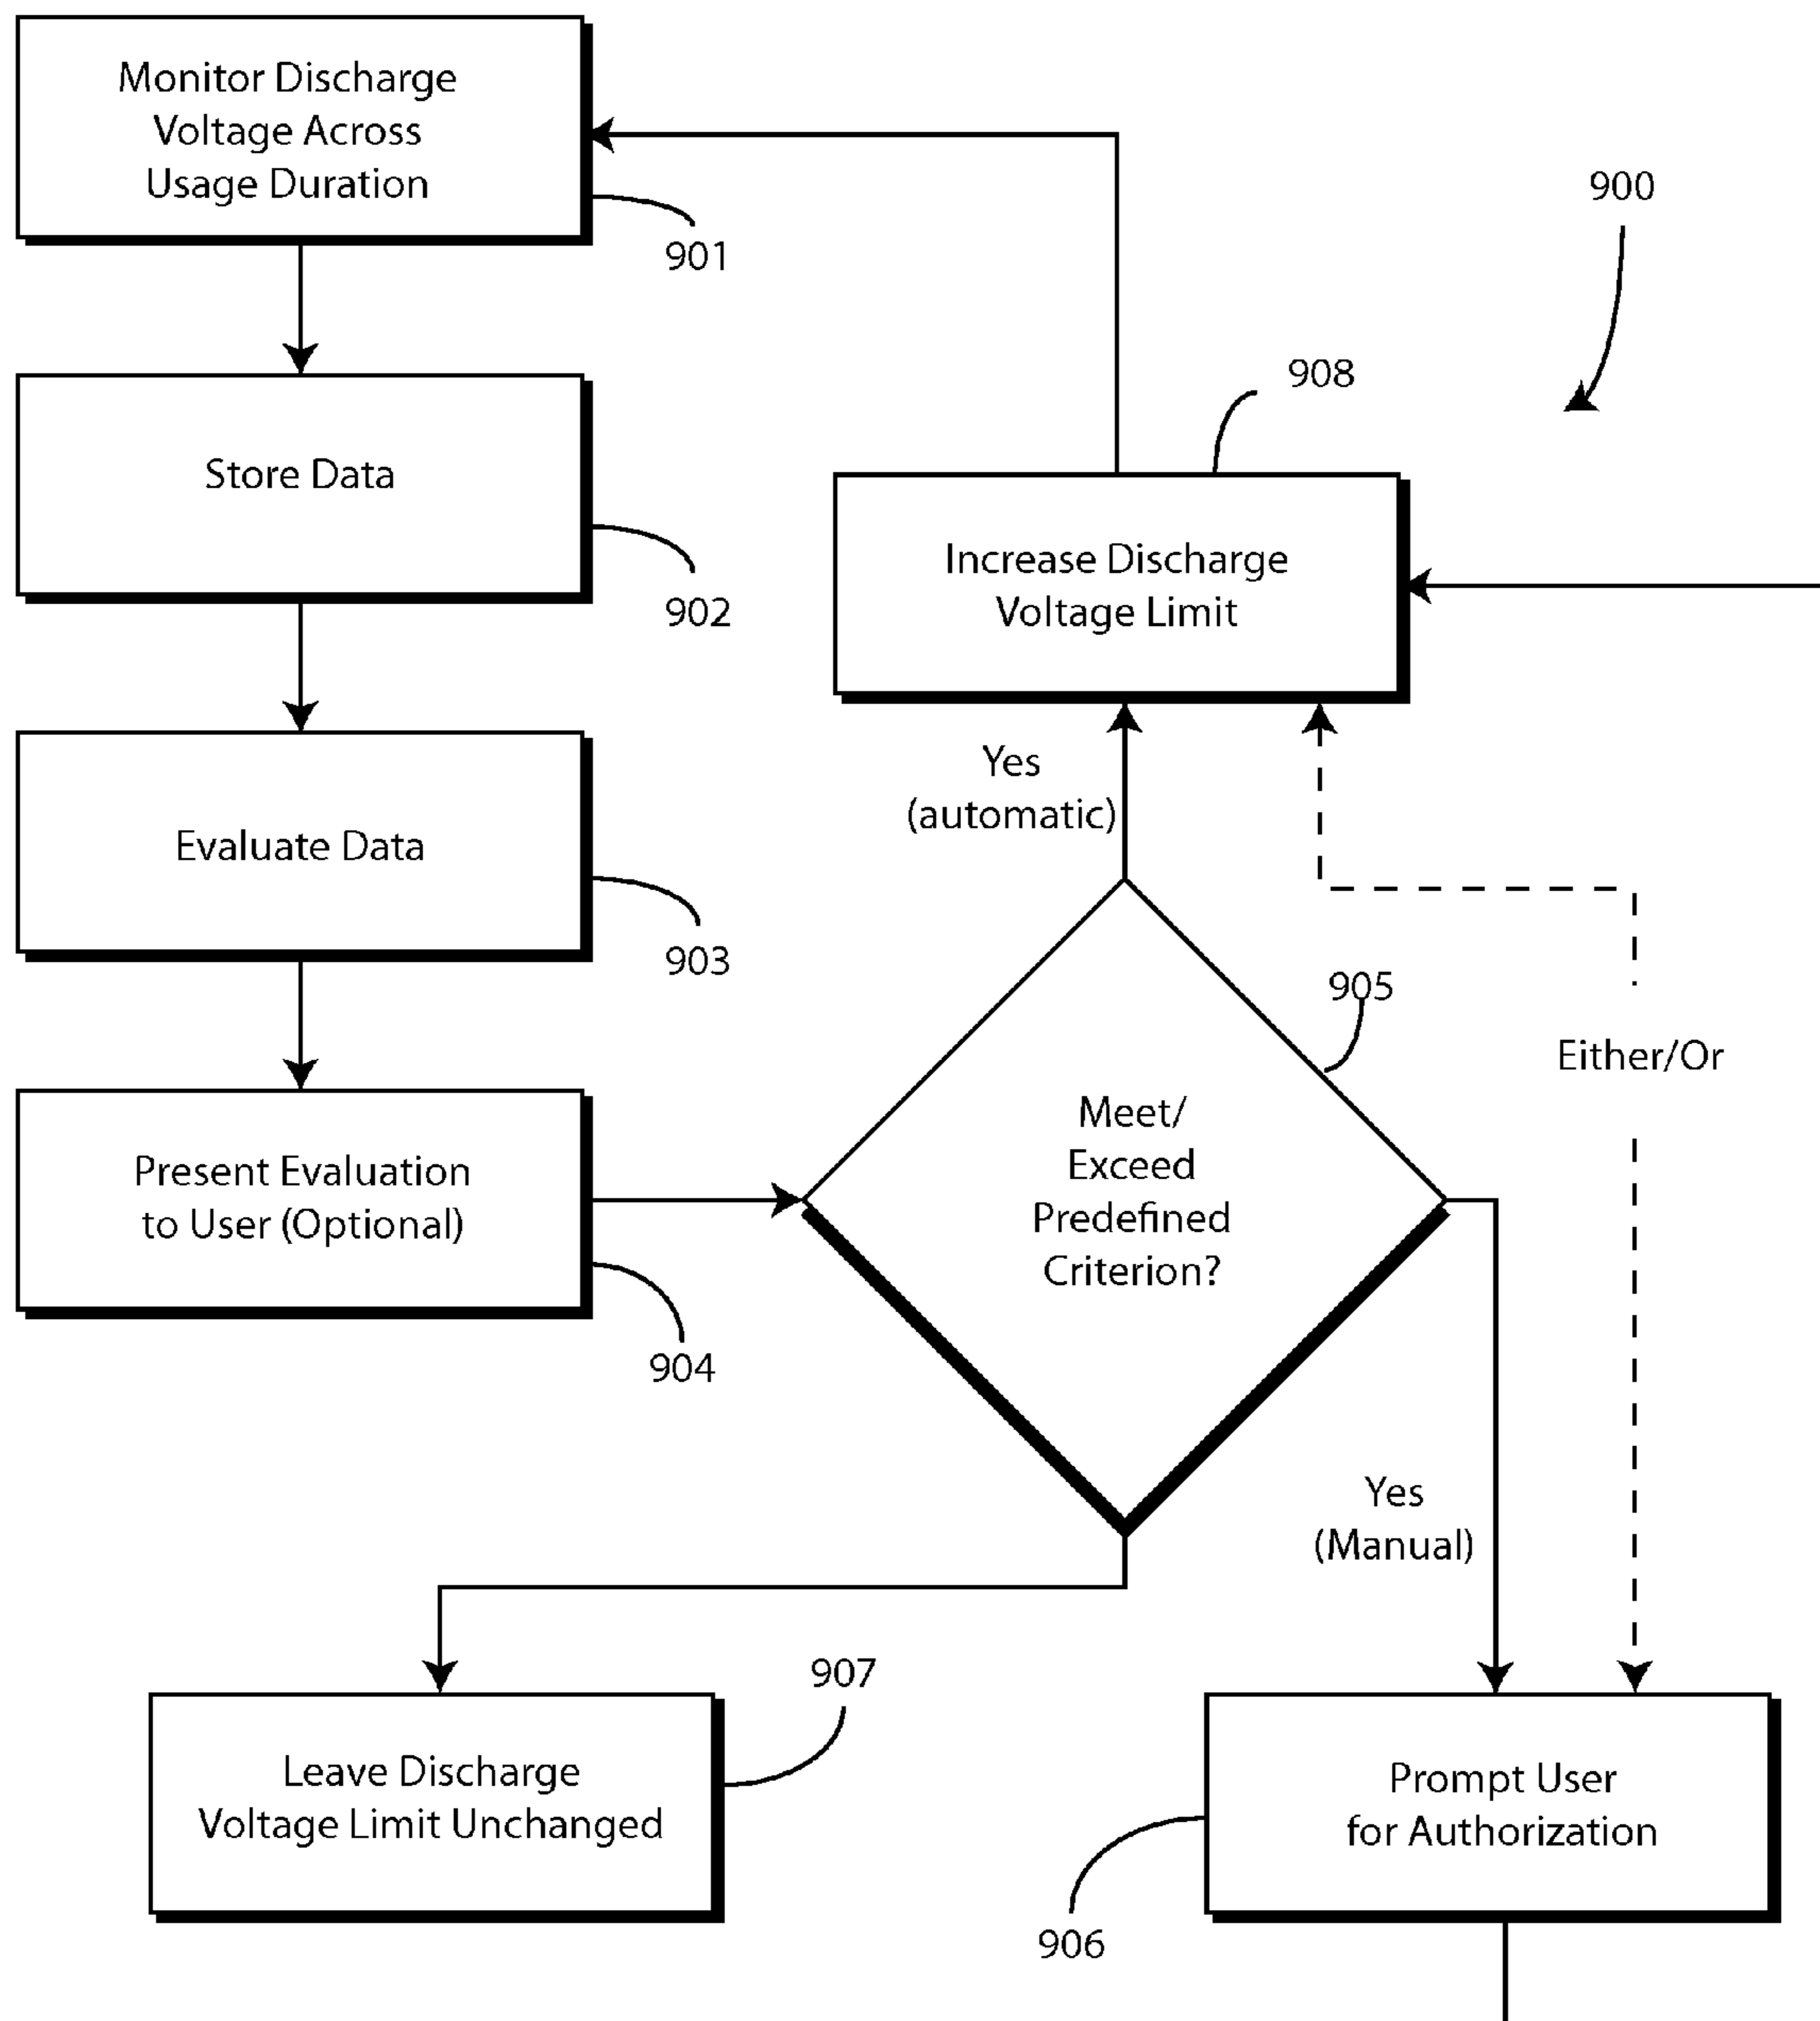 Monitor Discharge
Voltage Across
Usage Duration
901
900
Store Data
902
908
Increase Discharge
Voltage Limit
Evaluate Data
903
Yes
(automatic)
905
Either/Or
Present Evaluation
to User (Optional)
904
Meet/
Exceed
Predefined
Criterion?
Yes
(Manual)
907
Leave Discharge
Voltage Limit Unchanged
Prompt User
for Authorization
906